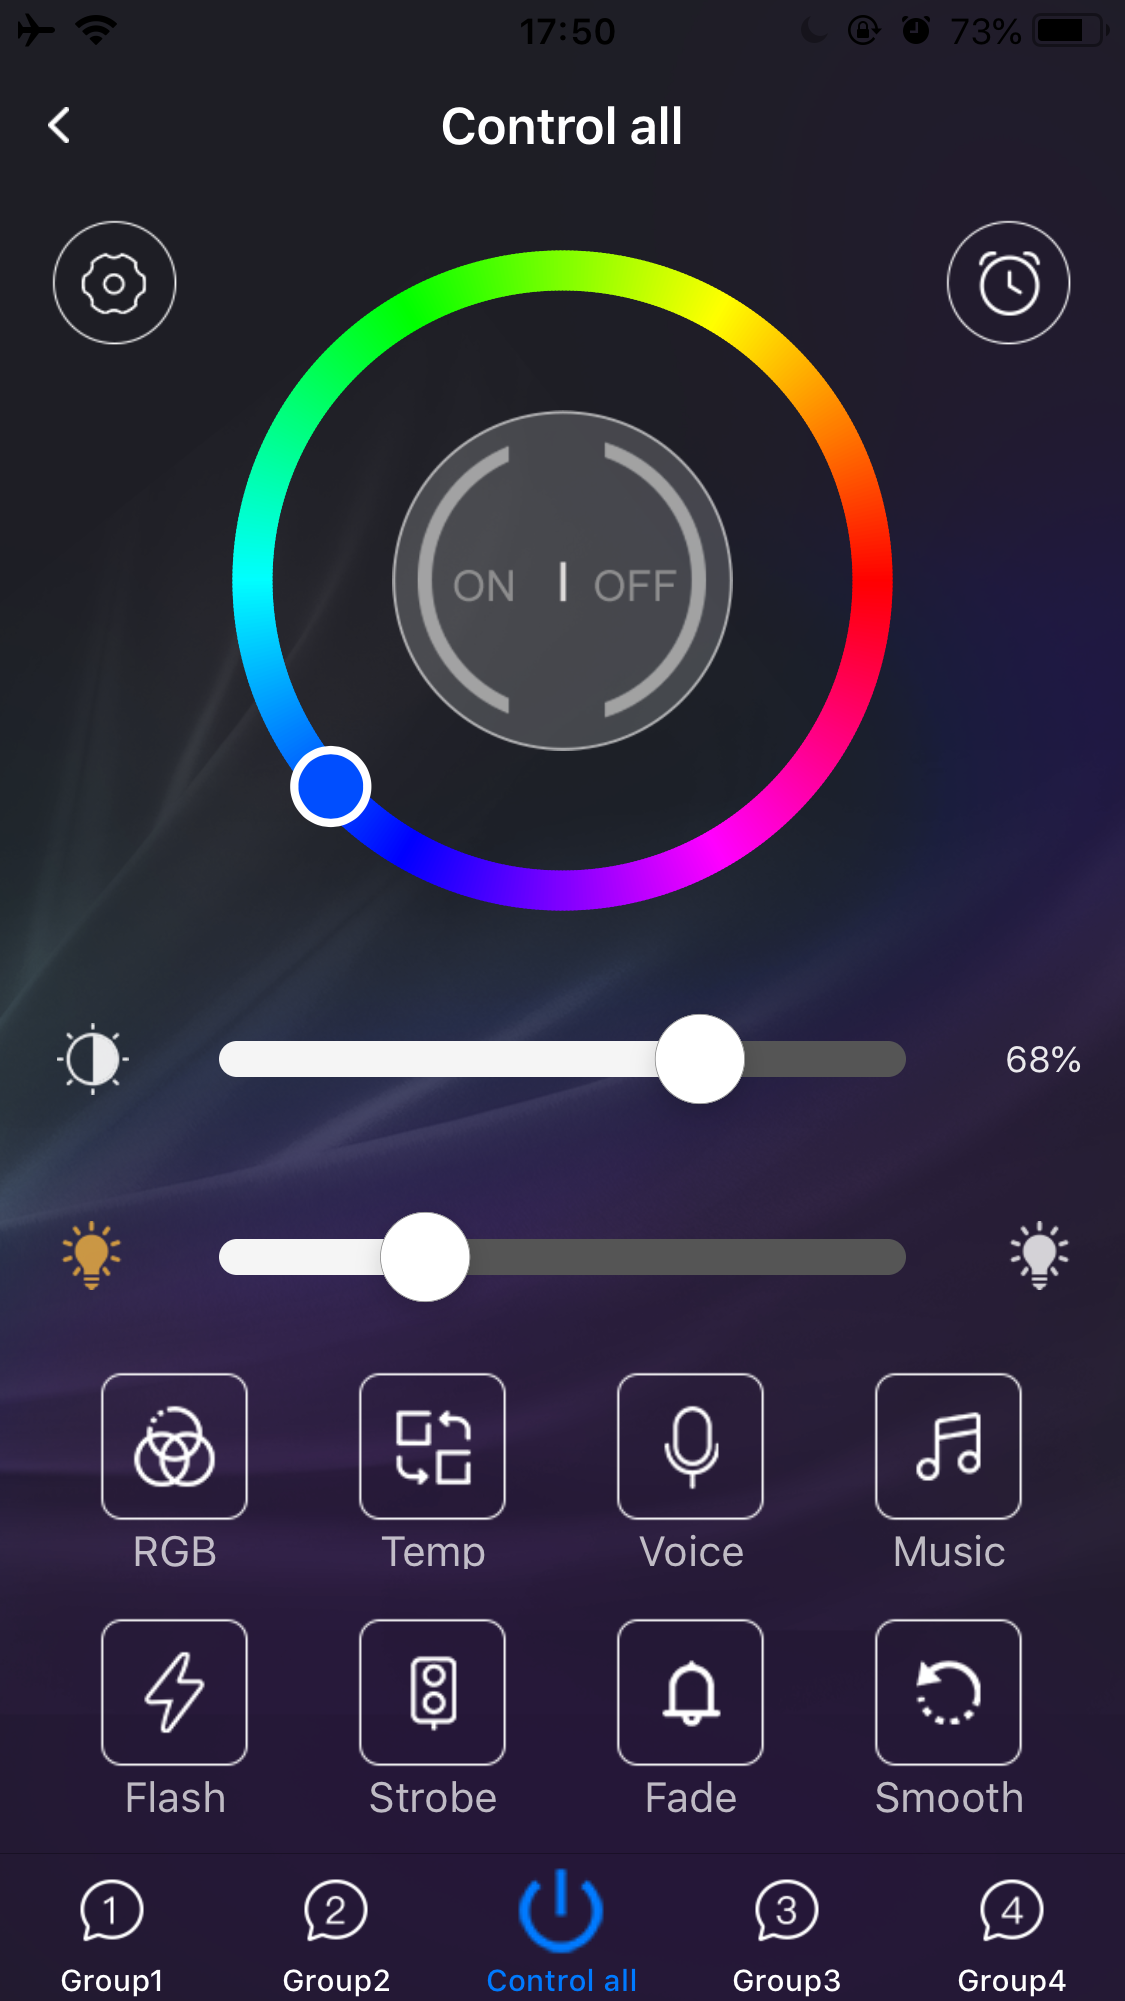 17:50
73%
Control all
ON | OFF
68%
RGB
Temp
Voice
Music
Flash
Strobe
Fade
Smooth
1
2
3
4
Group1
Group2
Control all
Group3
Group4